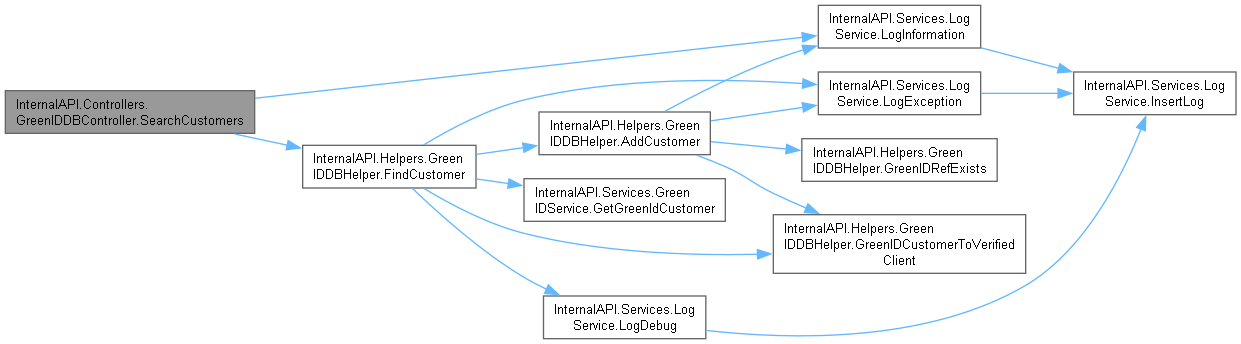 InternalAPI.Controllers.
GreenIDDBController.SearchCustomers
InternalAPI.Helpers.Green
IDDBHelper.FindCustomer
InternalAPI.Helpers.Green
IDDBHelper.AddCustomer
InternalAPI.Services.Green
IDService.GetGreenIdCustomer
InternalAPI.Services.Log
Service.LogDebug
InternalAPI.Services.Log
Service.LogInformation
InternalAPI.Services.Log
Service.LogException
InternalAPI.Helpers.Green
IDDBHelper.GreenIDRefExists
InternalAPI.Helpers.Green
IDDBHelper.GreenIDCustomerToVerified
Client
InternalAPI.Services.Log
Service.InsertLog